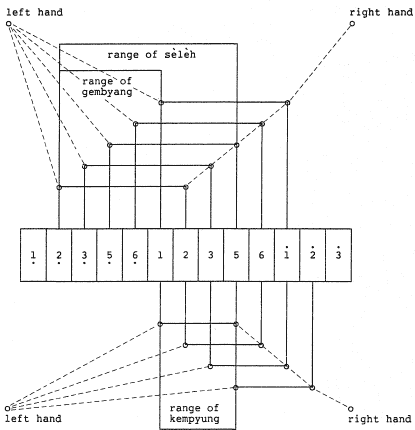 left hand right hand
range of sèlèh
range of
gembyang
1̣ 2̣ 3̣ 5̣ 6̣ 1 2 3 5 6 1̇ 2̇ 3̇
range of
kempyung
left hand right hand